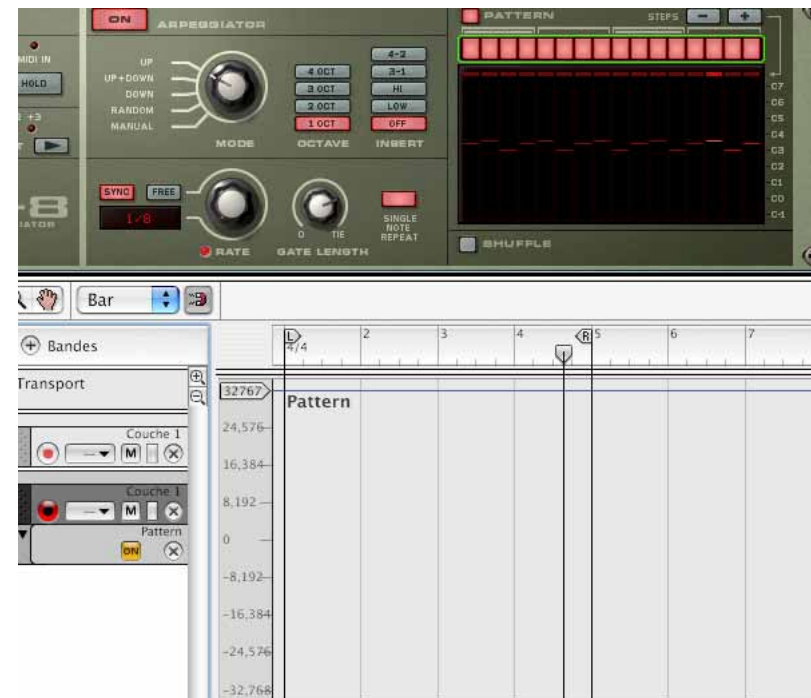 ON ARPEGGIATOR
PATTERN STEPS - +
MIDI IN
HOLD
UP
UP+DOWN
DOWN
RANDOM
MANUAL
MODE
4 OCT
3 OCT
2 OCT
1 OCT
OCTAVE
4-2
3-1
HI
LOW
OFF
INSERT
C7
C6
C5
C4
C3
C2
C1
C0
C-1
SYNC FREE
1/8
RATE
O TIE
GATE LENGTH
SINGLE
NOTE
REPEAT
SHUFFLE
Bar
Bandes
L R
4/4 2 3 4 5 6 7
Transport
Couche 1
M
Couche 1
M
Pattern
ON
32767
Pattern
24,576
16,384
8,192
0
-8,192
-16,384
-24,576
-32,768